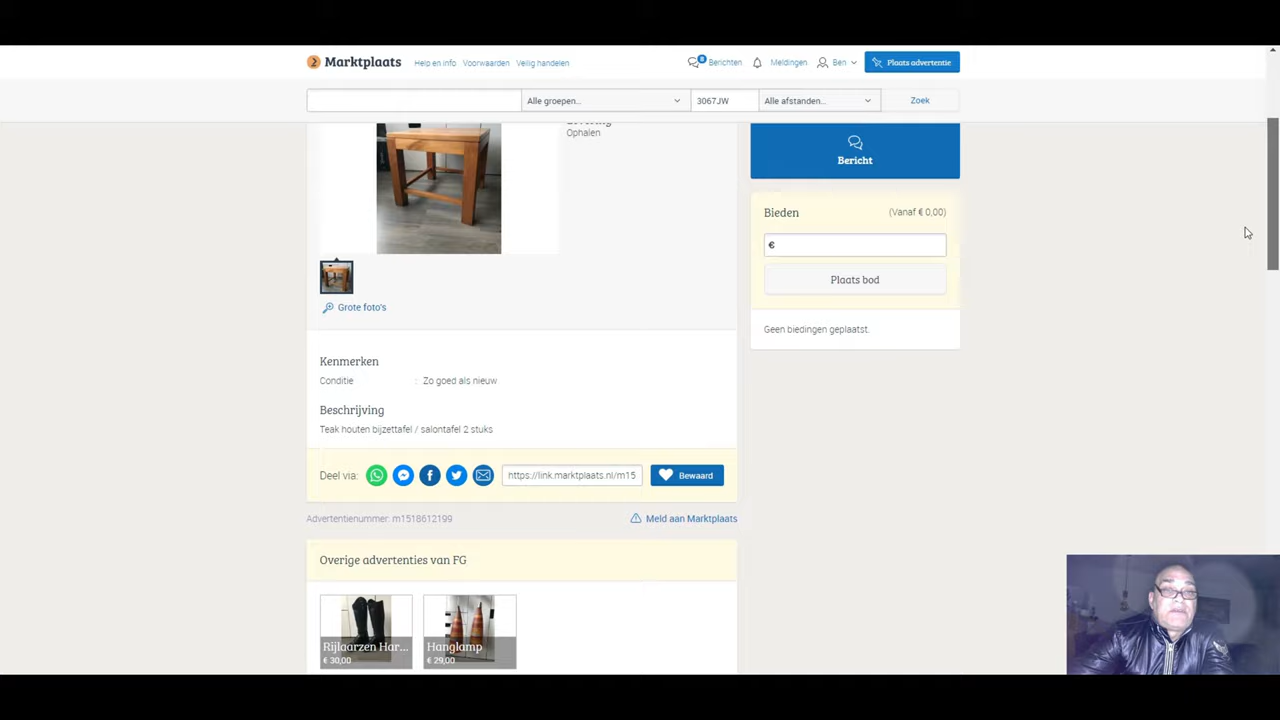 Marktplaats
Help en info
Voorwaarden
Veilig handelen
Berichten
Meldingen
Ben
Plaats advertentie
Alle groepen...
3067JW
Alle afstanden...
Zoek
Ophalen
Bericht
Bieden
(Vanaf € 0,00)
€
Plaats bod
Geen biedingen geplaatst.
Grote foto's
Kenmerken
Conditie : Zo goed als nieuw
Beschrijving
Teak houten bijzettafel / salontafel 2 stuks
Deel via:
https://link.marktplaats.nl/m15
Bewaard
Advertentienummer: m1518612199
Meld aan Marktplaats
Overige advertenties van FG
Rijlaarzen Har...
€ 30,00
Hanglamp
€ 29,00